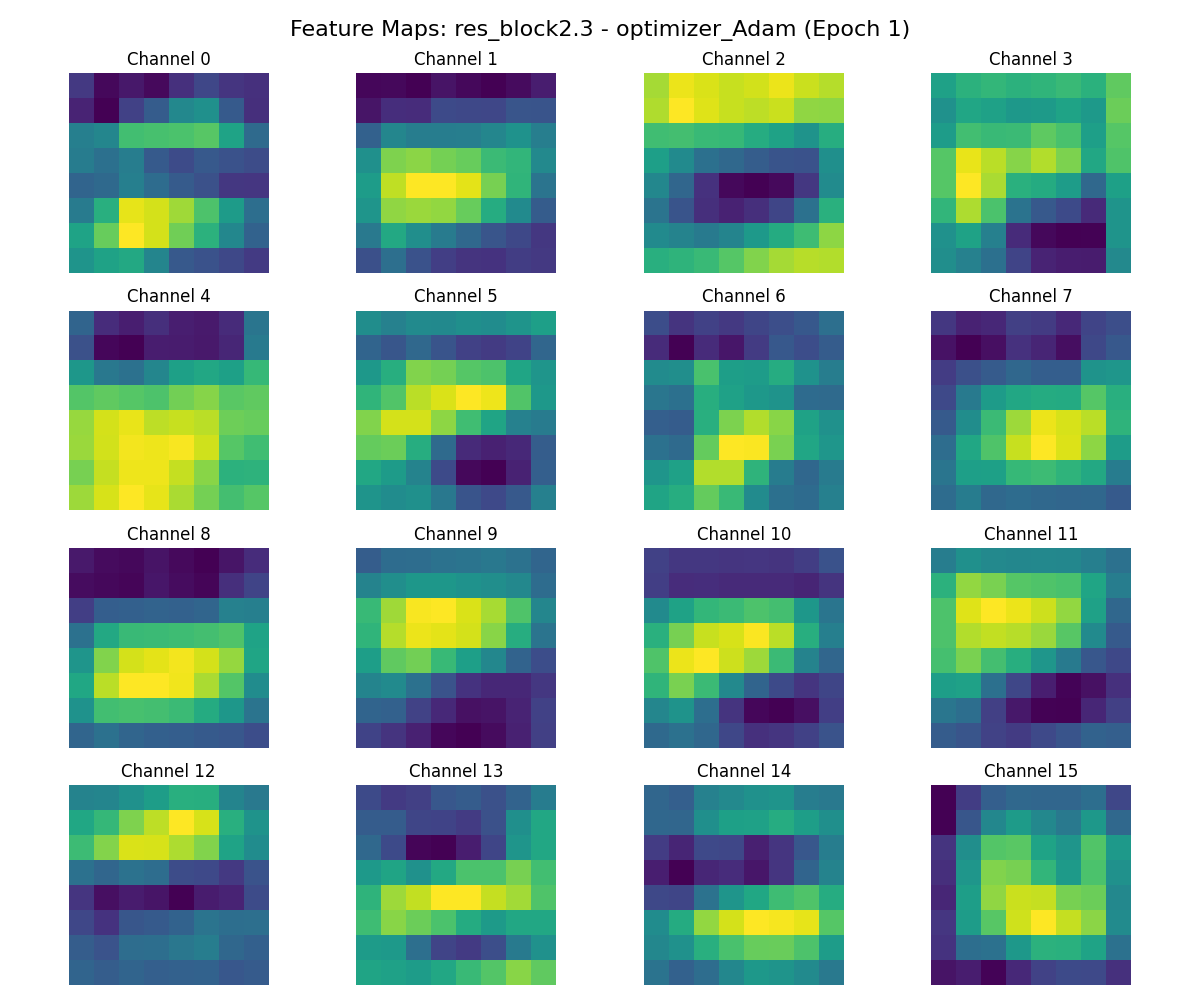 Feature Maps: res_block2.3 - optimizer_Adam (Epoch 1)
Channel 0
Channel 1
Channel 2
Channel 3
Channel 4
Channel 5
Channel 6
Channel 7
Channel 8
Channel 9
Channel 10
Channel 11
Channel 12
Channel 13
Channel 14
Channel 15